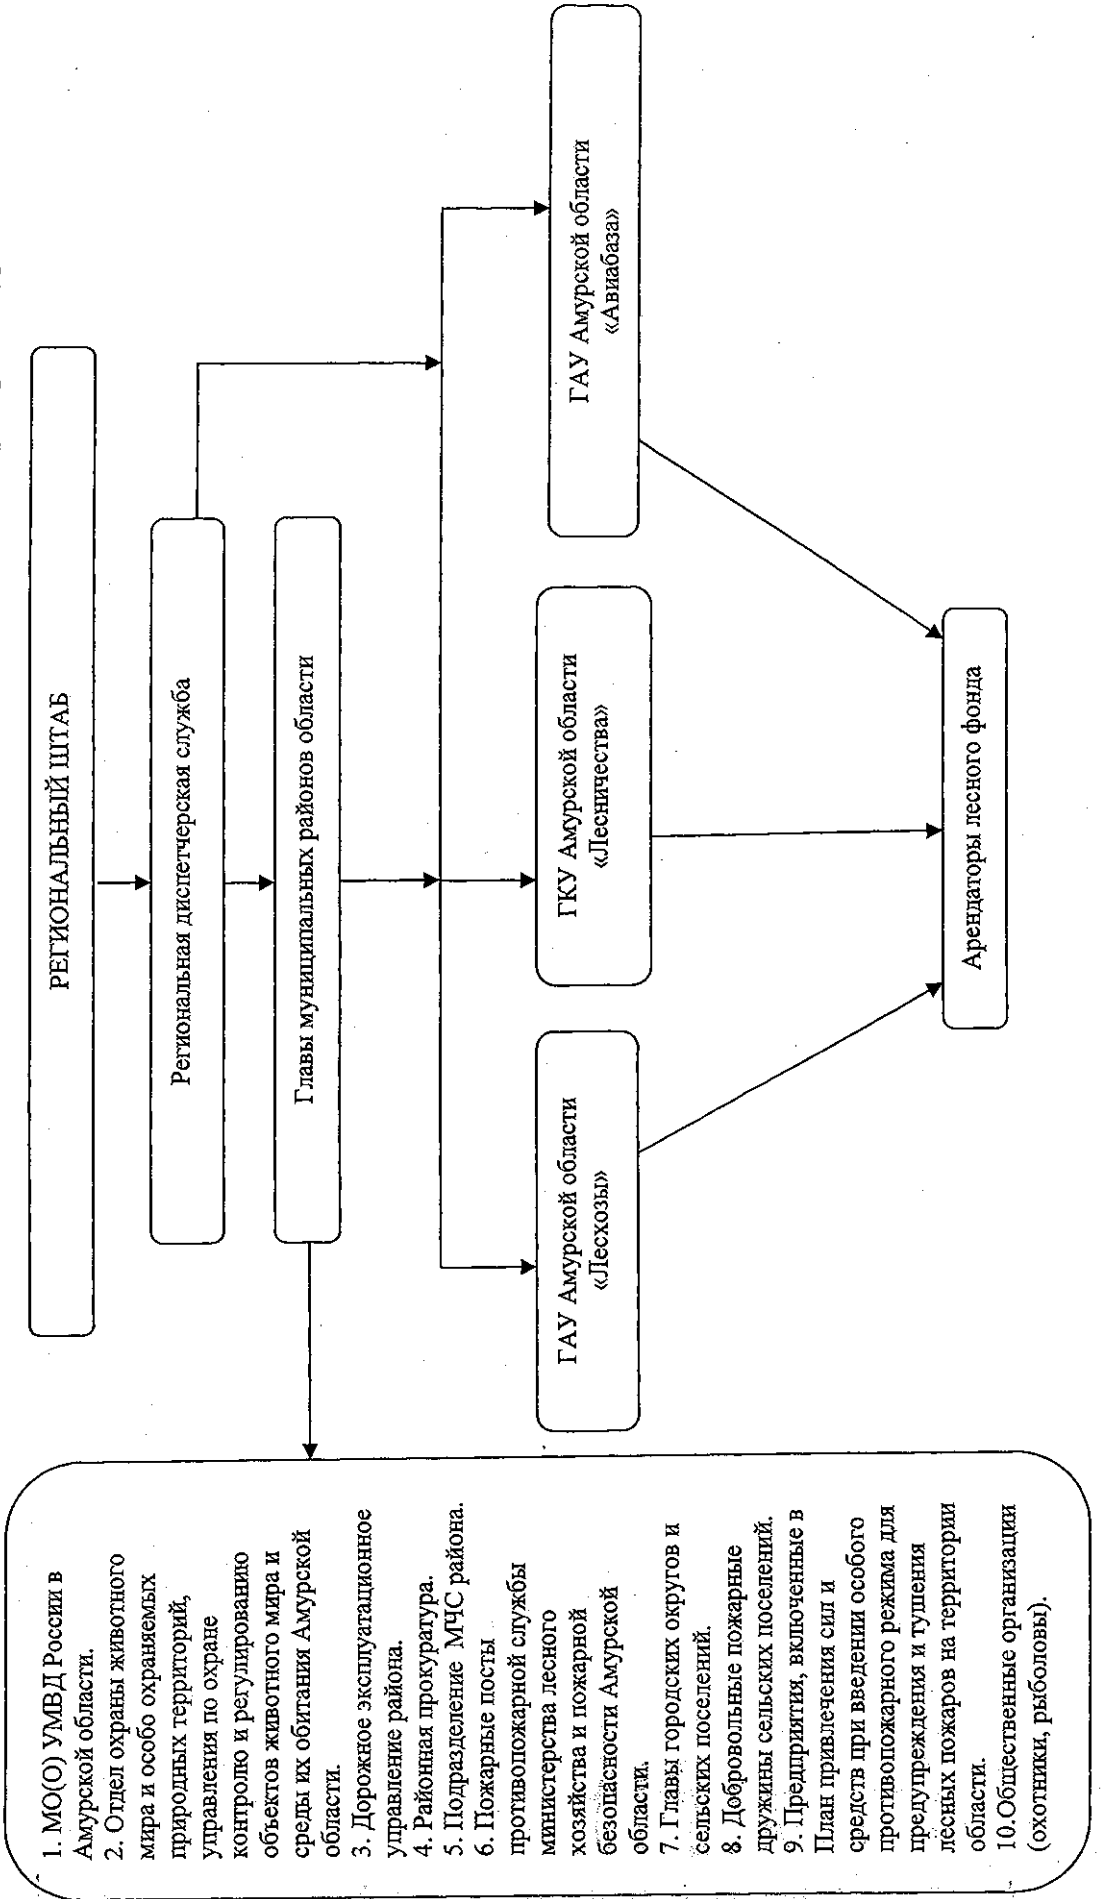 РЕГИОНАЛЬНЫЙ ШТАБ
Региональная диспетчерская служба
Главы муниципальных районов области
1. МО(О) УМВД России в
Амурской области.
2. Отдел охраны животного
мира и особо охраняемых
природных территорий,
управления по охране
контролю и регулированию
объектов животного мира и
среды их обитания Амурской
области.
3. Дорожное эксплуатационное
управление района.
4. Районная прокуратура.
5. Подразделение МЧС района.
6. Пожарные посты
противопожарной службы
министерства лесного
хозяйства и пожарной
безопасности Амурской
области.
7. Главы городских округов и
сельских поселений.
8. Добровольные пожарные
дружины сельских поселений.
9. Предприятия, включенные в
План привлечения сил и
средств при введении особого
противопожарного режима для
предупреждения и тушения
лесных пожаров на территории
области.
10.Общественные организации
(охотники, рыболовы).
ГАУ Амурской области
«Лесхозы»
ГКУ Амурской области
«Лесничества»
ГАУ Амурской области
«Авиабаза»
Арендаторы лесного фонда